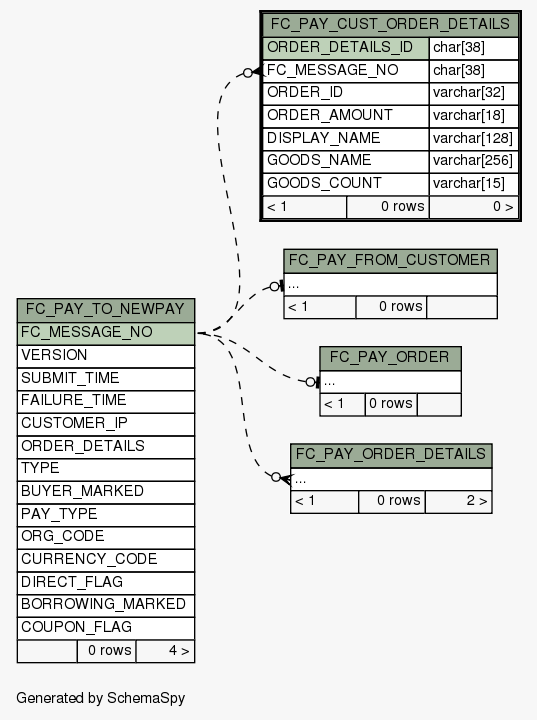 FC_PAY_CUST_ORDER_DETAILS
ORDER_DETAILS_ID char[38]
FC_MESSAGE_NO char[38]
ORDER_ID varchar[32]
ORDER_AMOUNT varchar[18]
DISPLAY_NAME varchar[128]
GOODS_NAME varchar[256]
GOODS_COUNT varchar[15]
< 1 0 rows 0 >
FC_PAY_FROM_CUSTOMER
...
< 1 0 rows
FC_PAY_TO_NEWPAY
FC_MESSAGE_NO
VERSION
SUBMIT_TIME
FAILURE_TIME
CUSTOMER_IP
ORDER_DETAILS
TYPE
BUYER_MARKED
PAY_TYPE
ORG_CODE
CURRENCY_CODE
DIRECT_FLAG
BORROWING_MARKED
COUPON_FLAG
0 rows 4 >
FC_PAY_ORDER
...
< 1 0 rows
FC_PAY_ORDER_DETAILS
...
< 1 0 rows 2 >
Generated by SchemaSpy